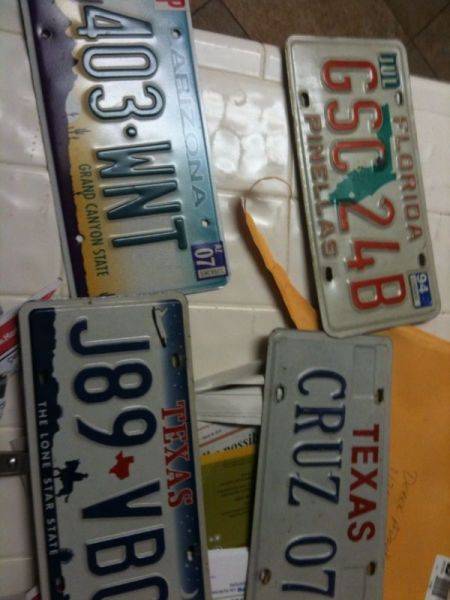 ARIZONA
403•WNT
GRAND CANYON STATE
07
JUL
FLORIDA
GSC 24B
PINELLAS
94
TEXAS
J89 VBC
THE LONE STAR STATE
TEXAS
CRUZ 07